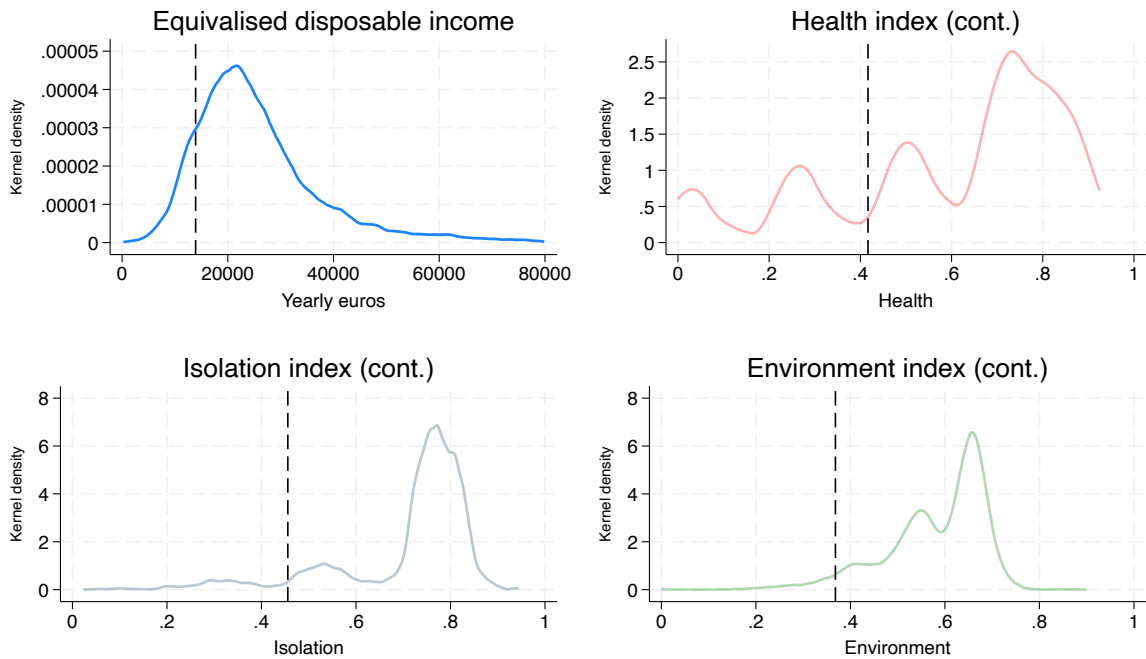 Equivalised disposable income
.00005
.00004
.00003
.00002
.00001
0
Kernel density
0 20000 40000 60000 80000
Yearly euros
Health index (cont.)
2.5
2
1.5
1
.5
0
Kernel density
0 .2 .4 .6 .8 1
Health
Isolation index (cont.)
8
6
4
2
0
Kernel density
0 .2 .4 .6 .8 1
Isolation
Environment index (cont.)
8
6
4
2
0
Kernel density
0 .2 .4 .6 .8 1
Environment